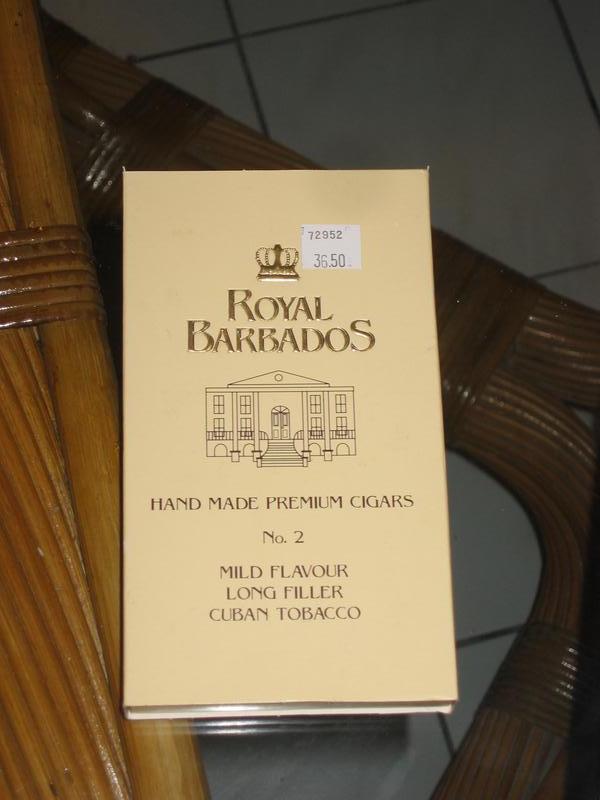 72952
36.50
ROYAL
BARBADOS
HAND MADE PREMIUM CIGARS
No. 2
MILD FLAVOUR
LONG FILLER
CUBAN TOBACCO